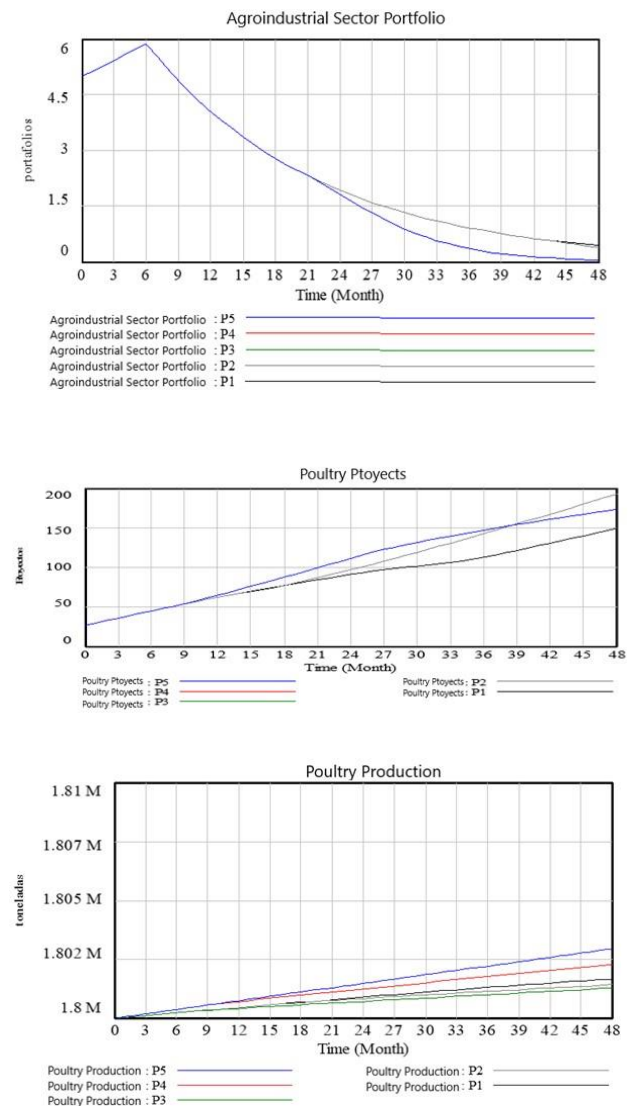 Agroindustrial Sector Portfolio
6
4.5
3
1.5
0
portafolios
0 3 6 9 12 15 18 21 24 27 30 33 36 39 42 45 48
Time (Month)
Agroindustrial Sector Portfolio : P5
Agroindustrial Sector Portfolio : P4
Agroindustrial Sector Portfolio : P3
Agroindustrial Sector Portfolio : P2
Agroindustrial Sector Portfolio : P1
Poultry Ptoyects
200
150
100
50
0
0 3 6 9 12 15 18 21 24 27 30 33 36 39 42 45 48
Time (Month)
Poultry Ptoyects : P5
Poultry Ptoyects : P4
Poultry Ptoyects : P3
Poultry Ptoyects : P2
Poultry Ptoyects : P1
Poultry Production
1.81 M
1.807 M
1.805 M
1.802 M
1.8 M
toneladas
0 3 6 9 12 15 18 21 24 27 30 33 36 39 42 45 48
Time (Month)
Poultry Production : P5
Poultry Production : P4
Poultry Production : P3
Poultry Production : P2
Poultry Production : P1